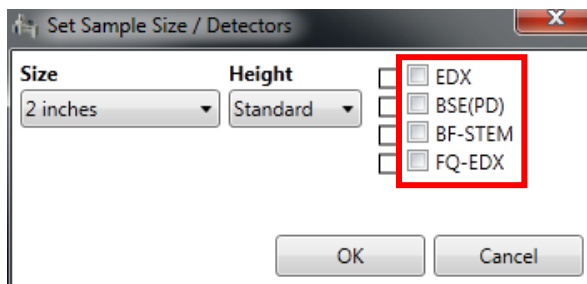 Set Sample Size / Detectors
Size Height
2 inches Standard
EDX
BSE(PD)
BF-STEM
FQ-EDX
OK Cancel